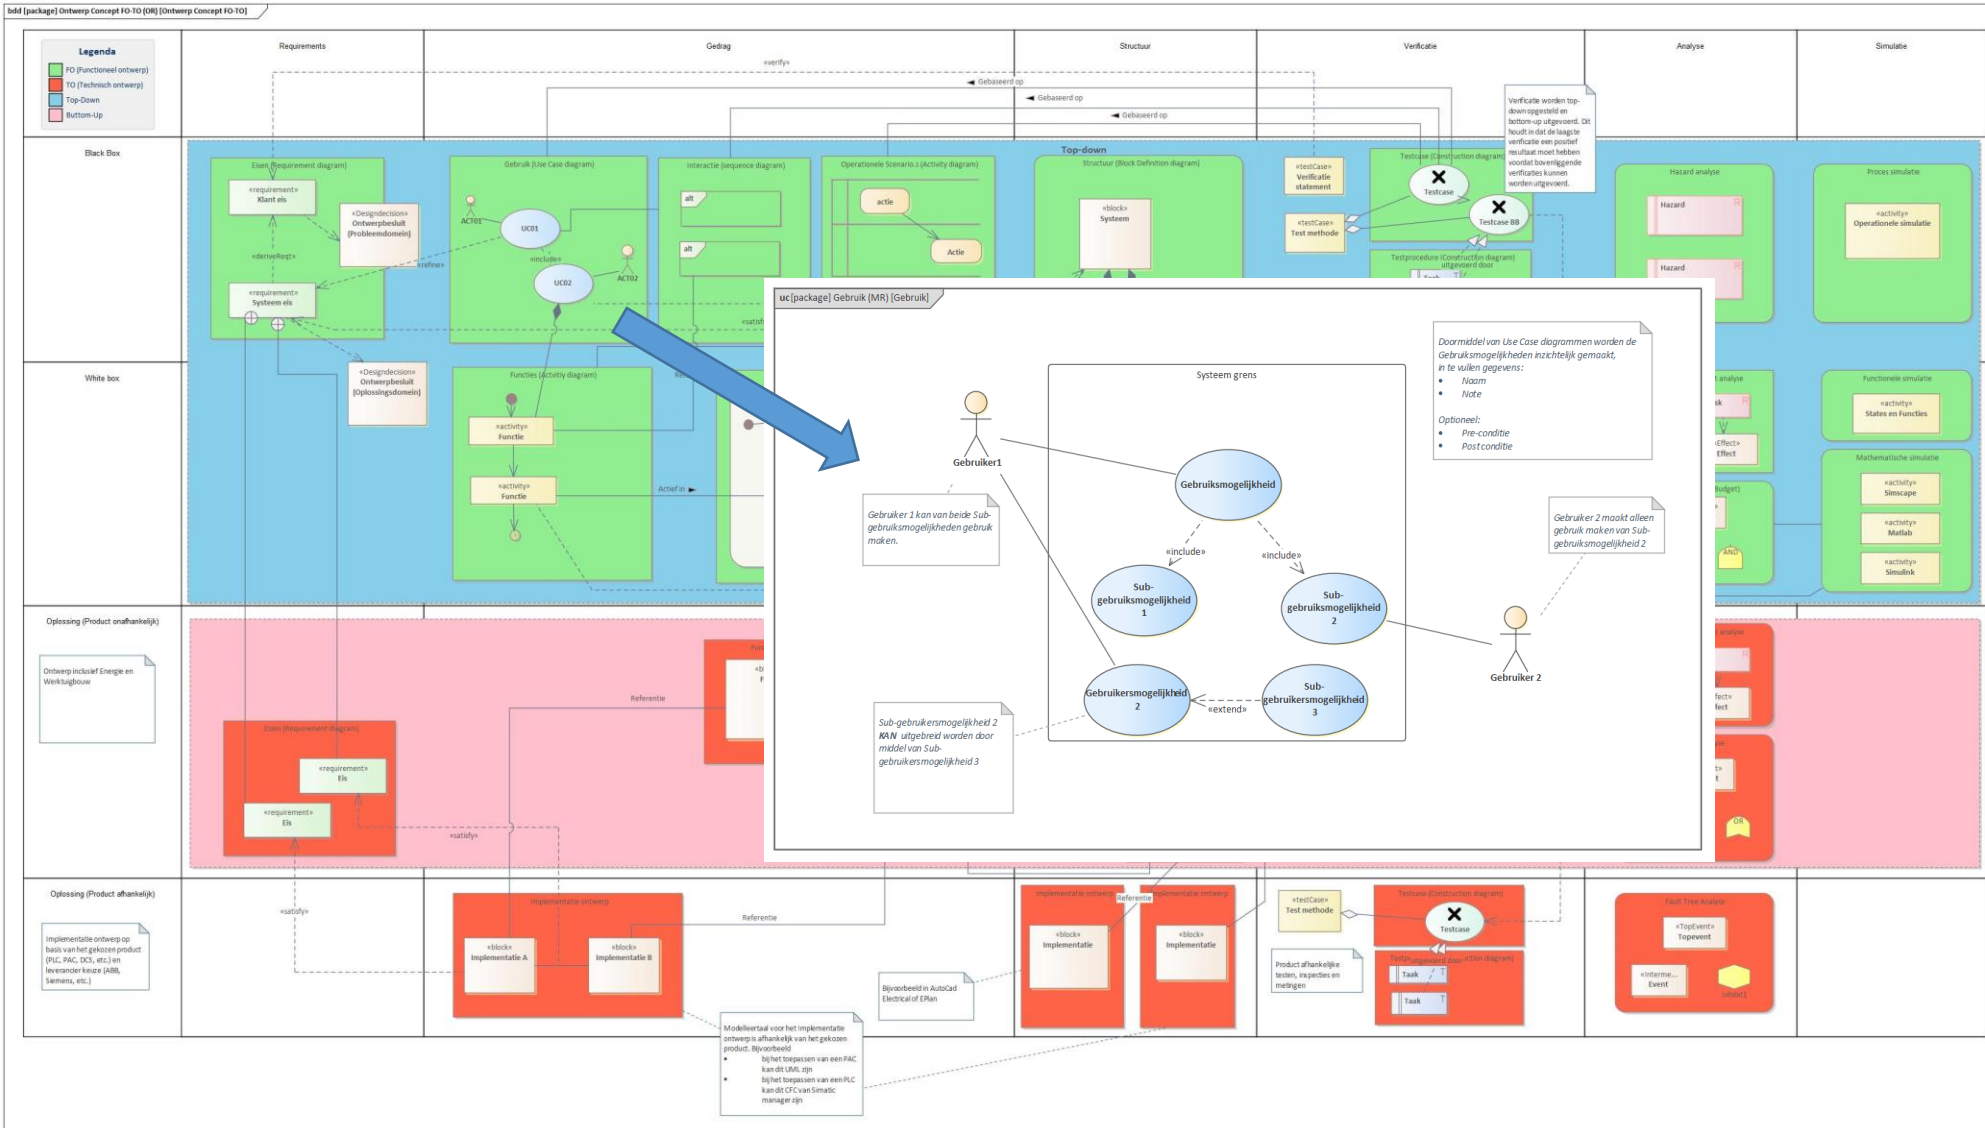 bdd [package] Ontwerp Concept FO-TO (OR) [Ontwerp Concept FO-TO]
Legenda
FO (Functioneel ontwerp)
TO (Technisch ontwerp)
Top-Down
Buttom-Up
Requirements
Gedrag
Structuur
Verificatie
Analyse
Simulatie
«verify»
Gebaseerd op
Gebaseerd op
Gebaseerd op
Verificatie worden top-
down opgesteld en
bottom-up uitgevoerd. Dit
houdt in dat de laagste
verificatie een positief
resultaat moet hebben
voordat bovenliggende
verificaties kunnen
worden uitgevoerd.
Black Box
Top-down
Eisen (Requirement diagram)
«requirement»
Klant eis
«Designdecision»
Ontwerpbesluit
(Probleemdomein)
«deriveReqt»
«refine»
«requirement»
Systeem eis
Gebruik (Use Case diagram)
ACT01
UC01
«include»
UC02
ACT02
Interactie (sequence diagram)
alt
alt
Operationele Scenario.s (Activity diagram)
actie
Actie
Structuur (Block Definition diagram)
«block»
Systeem
«testCase»
Verificatie
statement
«testCase»
Test methode
Testcase (Construction diagram)
Testcase
Testcase BB
Testprocedure (Construction diagram)
uitgevoerd door
Hazard analyse
Hazard
Hazard
Proces simulatie
«activity»
Operationele simulatie
White box
«Designdecision»
Ontwerpbesluit
(Oplossingsdomein)
Functies (Activtiy diagram)
«activity»
Functie
«activity»
Functie
Actief in
uc [package] Gebruik (MR) [Gebruik]
Doormiddel van Use Case diagrammen worden de
Gebruiksmogelijkheden inzichtelijk gemaakt,
in te vullen gegevens:
• Naam
• Note
Optioneel:
• Pre-conditie
• Postconditie
Systeem grens
Gebruiker1
Gebruiksmogelijkheid
Gebruiker 1 kan van beide Sub-
gebruiksmogelijkheden gebruik
maken.
Gebruiker 2 maakt alleen
gebruik maken van Sub-
gebruiksmogelijkheid 2
«include»
«include»
Sub-
gebruiksmogelijkheid
1
Sub-
gebruiksmogelijkheid
2
Gebruiker 2
Gebruikersmogelijkheid
2
«extend»
Sub-
gebruikersmogelijkheid
3
Sub-gebruikersmogelijkheid 2
KAN uitgebreid worden door
middel van Sub-
gebruikersmogelijkheid 3
analyse
«Effect»
Effect
AND
Functionele simulatie
«activity»
States en Functies
Mathematische simulatie
«activity»
Simscape
«activity»
Matlab
«activity»
Simulink
Oplossing (Product onafhankelijk)
Ontwerp inclusief Energie en
Werktuigbouw
Eisen (Requirement diagram)
«requirement»
Eis
«requirement»
Eis
Referentie
«satisfy»
OR
Oplossing (Product afhankelijk)
Implementatie ontwerp op
basis van het gekozen product
(PLC, PAC, DCS, etc.) en
leverancier keuze (ABB,
Siemens, etc.)
«satisfy»
Implementatie ontwerp
«block»
Implementatie A
«block»
Implementatie B
Referentie
Modelleertaal voor het Implementatie
ontwerp is afhankelijk van het gekozen
product. Bijvoorbeeld
• bij het toepassen van een PAC
kan dit UML zijn
• bij het toepassen van een PLC
kan dit CFC van Simatic
manager zijn
Bijvoorbeeld in AutoCad
Electrical of EPlan
Implementatie ontwerp
Referentie
«block»
Implementatie
«block»
Implementatie
«testCase»
Test methode
Product afhankelijke
testen, inspecties en
metingen
Testcase (Construction diagram)
Testcase
uitgevoerd door
Taak
Taak
Fault Tree Analyse
«TopEvent»
Topevent
«Interme...
Event
Inhibit1